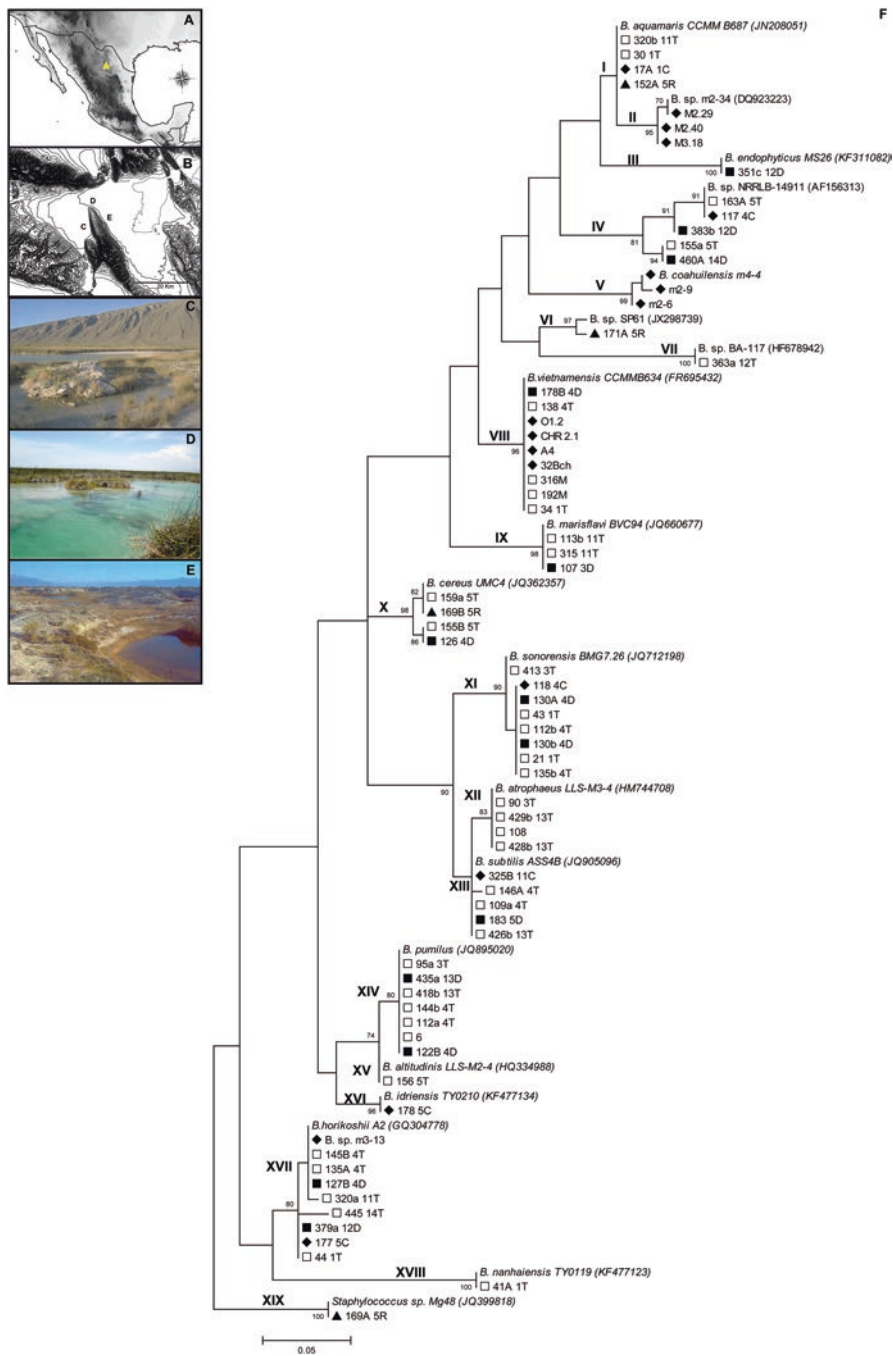 A
B
D
C
E
20 Km
C
D
E
F
B. aquamaris CCMM B687 (JN208051)
320b 11T
30 1T
I
17A 1C
152A 5R
B. sp. m2-34 (DQ923223)
70
M2.29
II
M2.40
95
M3.18
III
B. endophyticus MS26 (KF311082)
100
351c 12D
B. sp. NRRLB-14911 (AF156313)
91
163A 5T
91
117 4C
IV
383b 12D
81
155a 5T
94
460A 14D
B. coahuilensis m4-4
V
m2-9
99
m2-6
B. sp. SP61 (JX298739)
VI
97
171A 5R
B. sp. BA-117 (HF678942)
VII
100
363a 12T
B.vietnamensis CCMMB634 (FR695432)
178B 4D
138 4T
O1.2
VIII
CHR 2.1
96
A4
32Bch
316M
192M
34 1T
B. marisflavi BVC94 (JQ660677)
IX
113b 11T
315 11T
98
107 3D
B. cereus UMC4 (JQ362357)
82
159a 5T
X
98
169B 5R
155B 5T
86
126 4D
B. sonorensis BMG7.26 (JQ712198)
413 3T
XI
90
118 4C
130A 4D
43 1T
112b 4T
130b 4D
21 1T
135b 4T
90
B. atrophaeus LLS-M3-4 (HM744708)
XII
90 3T
83
429b 13T
108
428b 13T
B. subtilis ASS4B (JQ905096)
325B 11C
XIII
146A 4T
109a 4T
183 5D
426b 13T
B. pumilus (JQ895020)
95a 3T
435a 13D
XIV
80
418b 13T
144b 4T
112a 4T
6
74
122B 4D
XV
B. altitudinis LLS-M2-4 (HQ334988)
156 5T
XVI
B. idriensis TY0210 (KF477134)
96
178 5C
B.horikoshii A2 (GQ304778)
B. sp. m3-13
145B 4T
XVII
135A 4T
127B 4D
320a 11T
80
445 14T
379a 12D
177 5C
44 1T
XVIII
B. nanhaiensis TY0119 (KF477123)
100
41A 1T
XIX
Staphylococcus sp. Mg48 (JQ399818)
100
169A 5R
0.05